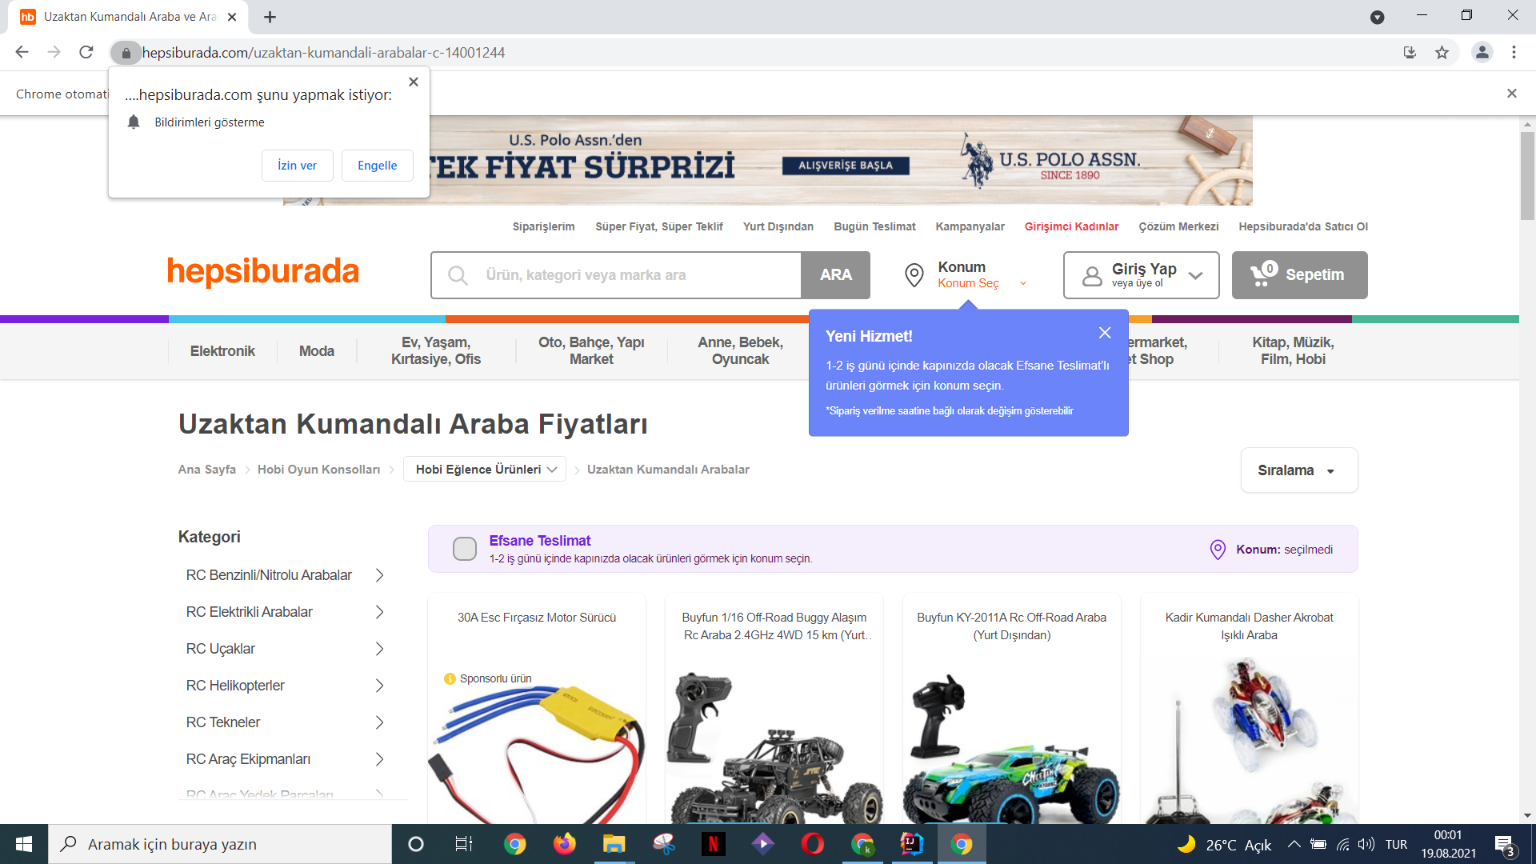 hb Uzaktan Kumandalı Araba ve Ara
hepsiburada.com/uzaktan-kumandali-arabalar-c-14001244
Chrome otomati
....hepsiburada.com şunu yapmak istiyor:
Bildirimleri gösterme
İzin ver
Engelle
U.S. Polo Assn.'den
TEK FİYAT SÜRPRİZİ
ALIŞVERİŞE BAŞLA
U.S. POLO ASSN.
SINCE 1890
Siparişlerim Süper Fiyat, Süper Teklif Yurt Dışından Bugün Teslimat Kampanyalar Girişimci Kadınlar Çözüm Merkezi Hepsiburada'da Satıcı Ol
hepsiburada
Ürün, kategori veya marka ara
ARA
Konum
Konum Seç
Giriş Yap
veya üye ol
0 Sepetim
Elektronik
Moda
Ev, Yaşam,
Kırtasiye, Ofis
Oto, Bahçe, Yapı
Market
Anne, Bebek,
Oyuncak
ermarket,
et Shop
Kitap, Müzik,
Film, Hobi
Yeni Hizmet!
1-2 iş günü içinde kapınızda olacak Efsane Teslimat'lı
ürünleri görmek için konum seçin.
*Sipariş verilme saatine bağlı olarak değişim gösterebilir
Uzaktan Kumandalı Araba Fiyatları
Ana Sayfa Hobi Oyun Konsolları Hobi Eğlence Ürünleri Uzaktan Kumandalı Arabalar
Sıralama
Kategori
RC Benzinli/Nitrolu Arabalar
RC Elektrikli Arabalar
RC Uçaklar
RC Helikopterler
RC Tekneler
RC Araç Ekipmanları
RC Araç Yedek Parçaları
Efsane Teslimat
1-2 iş günü içinde kapınızda olacak ürünleri görmek için konum seçin.
Konum: seçilmedi
30A Esc Fırçasız Motor Sürücü
Sponsorlu ürün
Buyfun 1/16 Off-Road Buggy Alaşım
Rc Araba 2.4GHz 4WD 15 km (Yurt..
Buyfun KY-2011A Rc Off-Road Araba
(Yurt Dışından)
Kadir Kumandalı Dasher Akrobat
Işıklı Araba
Aramak için buraya yazın
26°C Açık
TUR
00:01
19.08.2021
3